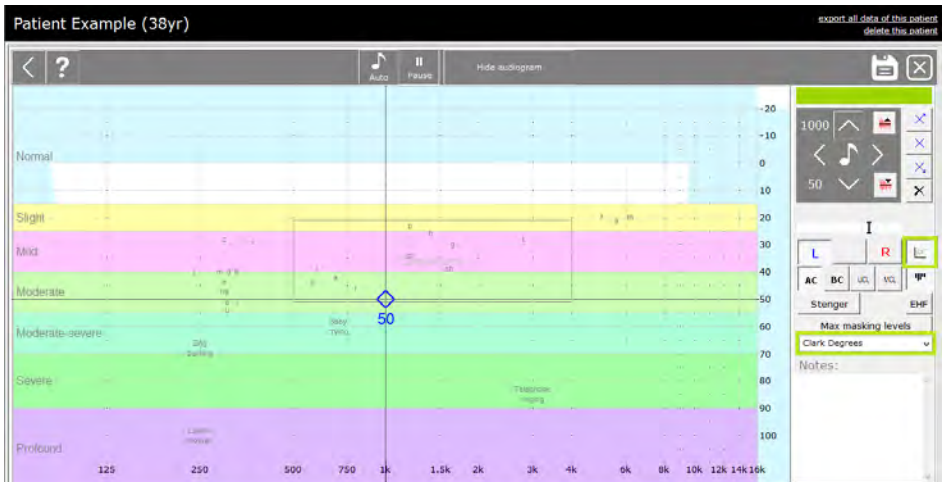 Patient Example (38yr)
export all data of this patient
delete this patient
?
Auto
Pause
Hide audiogram
-20
-10
Normal
0
10
Slight
20
Mild
30
40
Moderate
50
50
Moderate-severe
60
70
Severe
80
90
Profound
100
125
250
500
750
1k
1.5k
2k
3k
4k
6k
8k
10k
12k
14k
16k
1000
50
L
R
AC
BC
UCL
MCL
Stenger
EHF
Max masking levels
Clark Degrees
Notes: